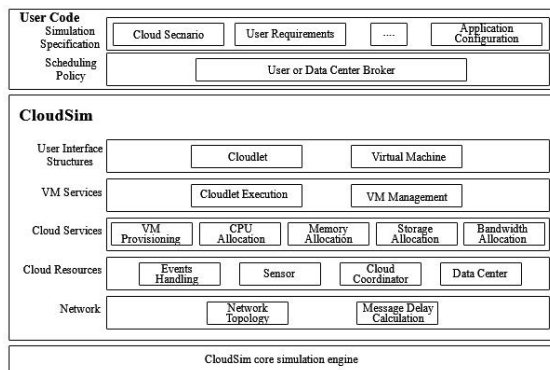 User Code
Simulation
Specification
Cloud Secnario
User Requirements
....
Application
Configuration
Scheduling
Policy
User or Data Center Broker
CloudSim
User Interface
Structures
Cloudlet
Virtual Machine
VM Services
Cloudlet Execution
VM Management
Cloud Services
VM
Provisioning
CPU
Allocation
Memory
Allocation
Storage
Allocation
Bandwidth
Allocation
Cloud Resources
Events
Handling
Sensor
Cloud
Coordinator
Data Center
Network
Network
Topology
Message Delay
Calculation
CloudSim core simulation engine